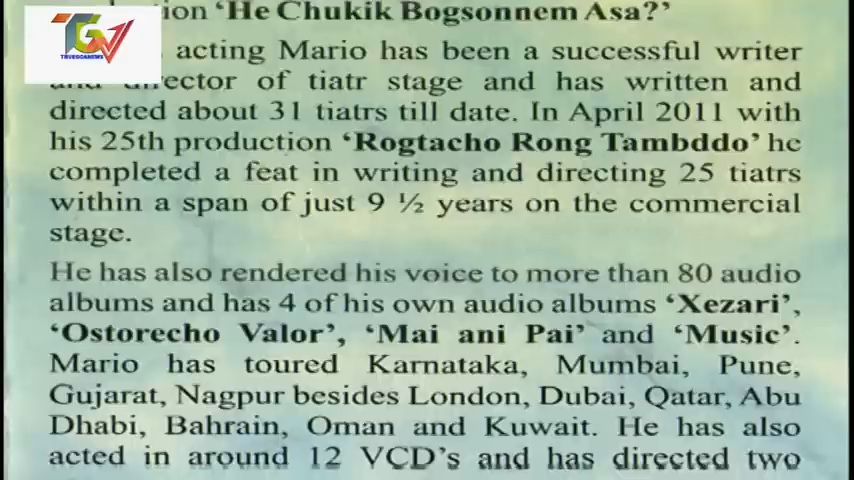 TGV
TRUEGOANEWS
ion ‘He Chukik Bogsonnem Asa?’
acting Mario has been a successful writer
and director of tiatr stage and has written and
directed about 31 tiatrs till date. In April 2011 with
his 25th production ‘Rogtacho Rong Tambddo’ he
completed a feat in writing and directing 25 tiatrs
within a span of just 9 ½ years on the commercial
stage.
He has also rendered his voice to more than 80 audio
albums and has 4 of his own audio albums ‘Xezari’,
‘Ostorecho Valor’, ‘Mai ani Pai’ and ‘Music’.
Mario has toured Karnataka, Mumbai, Pune,
Gujarat, Nagpur besides London, Dubai, Qatar, Abu
Dhabi, Bahrain, Oman and Kuwait. He has also
acted in around 12 VCD’s and has directed two